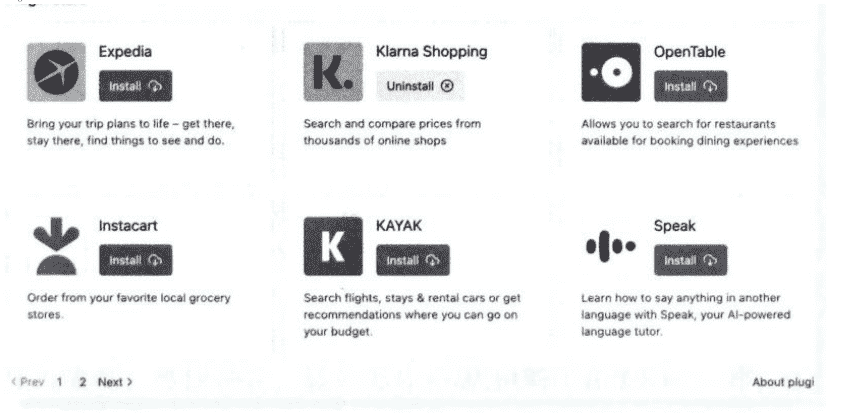 Expedia
Install
Bring your trip plans to life – get there,
stay there, find things to see and do.
K.
Klarna Shopping
Uninstall
Search and compare prices from
thousands of online shops
OpenTable
Install
Allows you to search for restaurants
available for booking dining experiences
Instacart
Install
Order from your favorite local grocery
stores.
K
KAYAK
Install
Search flights, stays & rental cars or get
recommendations where you can go on
your budget.
Speak
Install
Learn how to say anything in another
language with Speak, your AI-powered
language tutor.
< Prev 1 2 Next >
About plugi